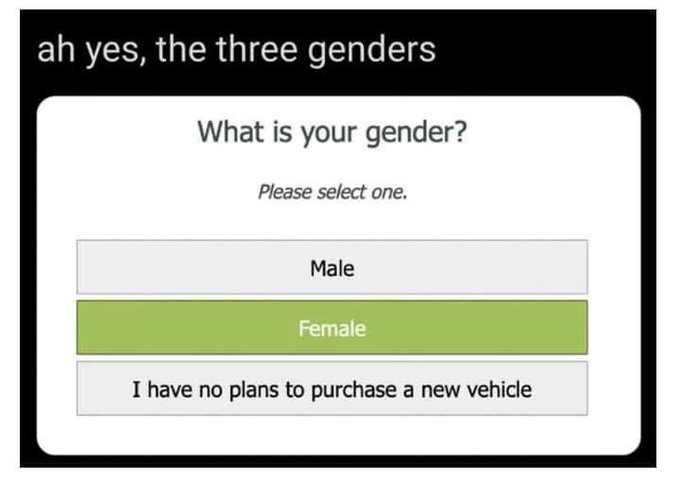 ah yes, the three genders
What is your gender?
Please select one.
Male
Female
I have no plans to purchase a new vehicle